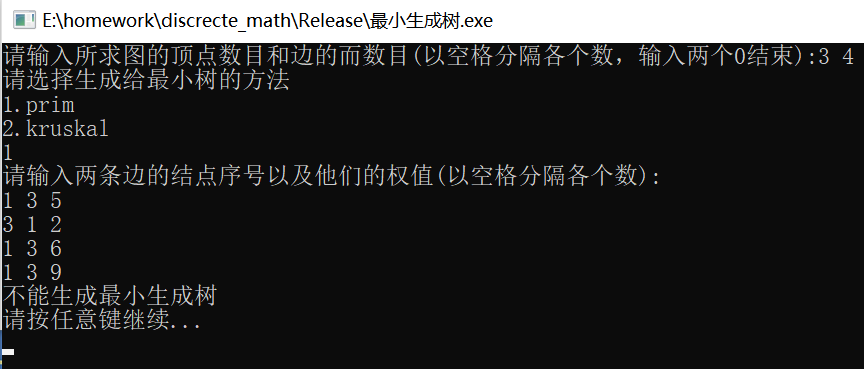 E:\homework\discrecte_math\Release\最小生成树.exe
请输入所求图的顶点数目和边的而数目(以空格分隔各个数，输入两个0结束):3 4
请选择生成给最小树的方法
1.prim
2.kruskal
1
请输入两条边的结点序号以及他们的权值(以空格分隔各个数):
1 3 5
3 1 2
1 3 6
1 3 9
不能生成最小生成树
请按任意键继续...